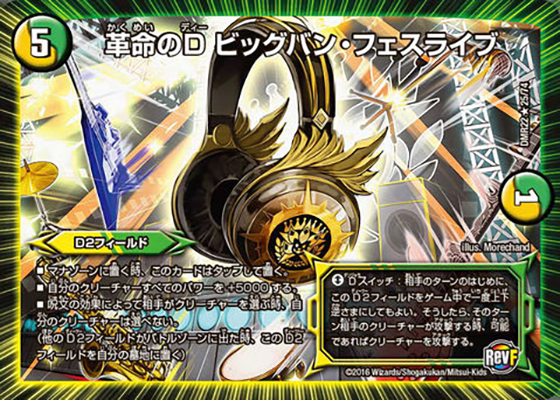 5
かくめい ディー
革命のD ビッグバン・フェスライブ
DMR22 25/74
1
illus. Morechand
D2フィールド
■ マナゾーンに置く時、このカードはタップして置く。
■ 自分のクリーチャーすべてのパワーを+5000する。
■ 呪文の効果によって相手がクリーチャーを選ぶ時、自
分のクリーチャーは選べない。
(他のD2フィールドがバトルゾーンに出た時、このD2
フィールドを自分の墓地に置く)
Dスイッチ：相手のターンのはじめに、
このD2フィールドをゲーム中で一度上下
逆さまにしてもよい。そうしたら、そのター
ン相手のクリーチャーが攻撃する時、可能
であればクリーチャーを攻撃する。
RevF
©2016 Wizards/Shogakukan/Mitsui-Kids